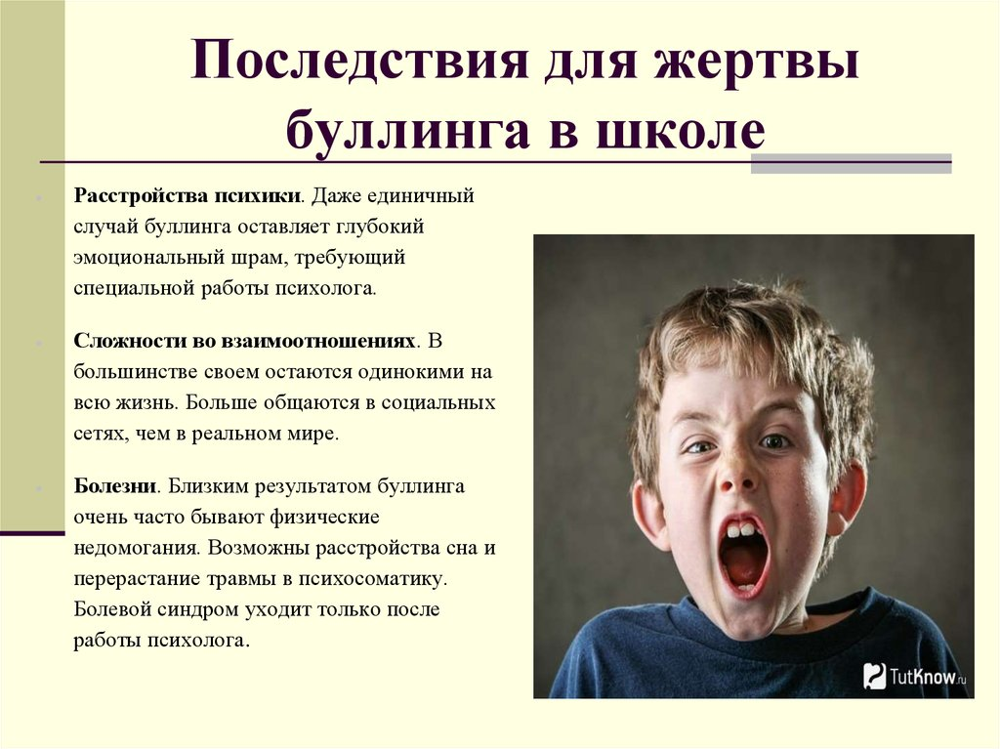 Последствия для жертвы
буллинга в школе
Расстройства психики. Даже единичный
случай буллинга оставляет глубокий
эмоциональный шрам, требующий
специальной работы психолога.
Сложности во взаимоотношениях. В
большинстве своем остаются одинокими на
всю жизнь. Больше общаются в социальных
сетях, чем в реальном мире.
Болезни. Близким результатом буллинга
очень часто бывают физические
недомогания. Возможны расстройства сна и
перерастание травмы в психосоматику.
Болевой синдром уходит только после
работы психолога.
TutKnow.ru